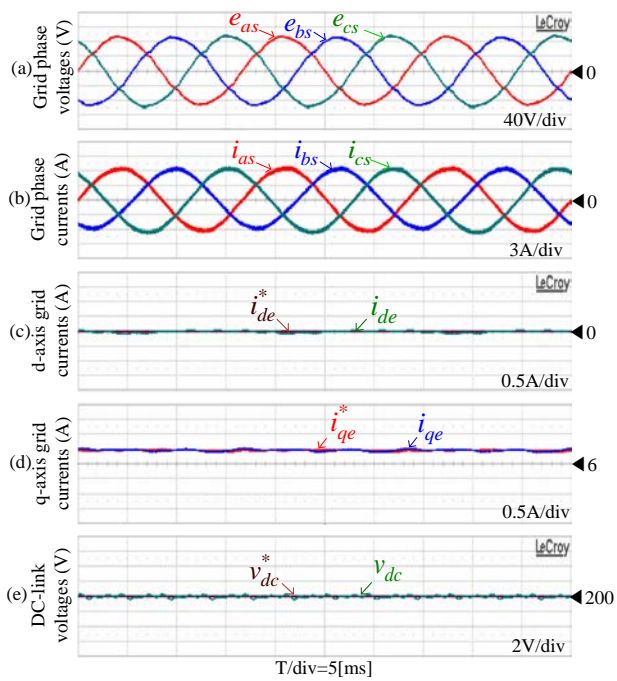 e_as e_bs e_cs LeCroy
(a) Grid phase voltages (V)
◀ 0
40V/div
i_as i_bs i_cs
(b) Grid phase currents (A)
◀ 0
3A/div
LeCroy
i*_de i_de
(c) d-axis grid currents (A)
◀ 0
0.5A/div
i*_qe i_qe
(d) q-axis grid currents (A)
◀ 6
0.5A/div
LeCroy
v*_dc v_dc
(e) DC-link voltages (V)
◀ 200
2V/div
T/div=5[ms]